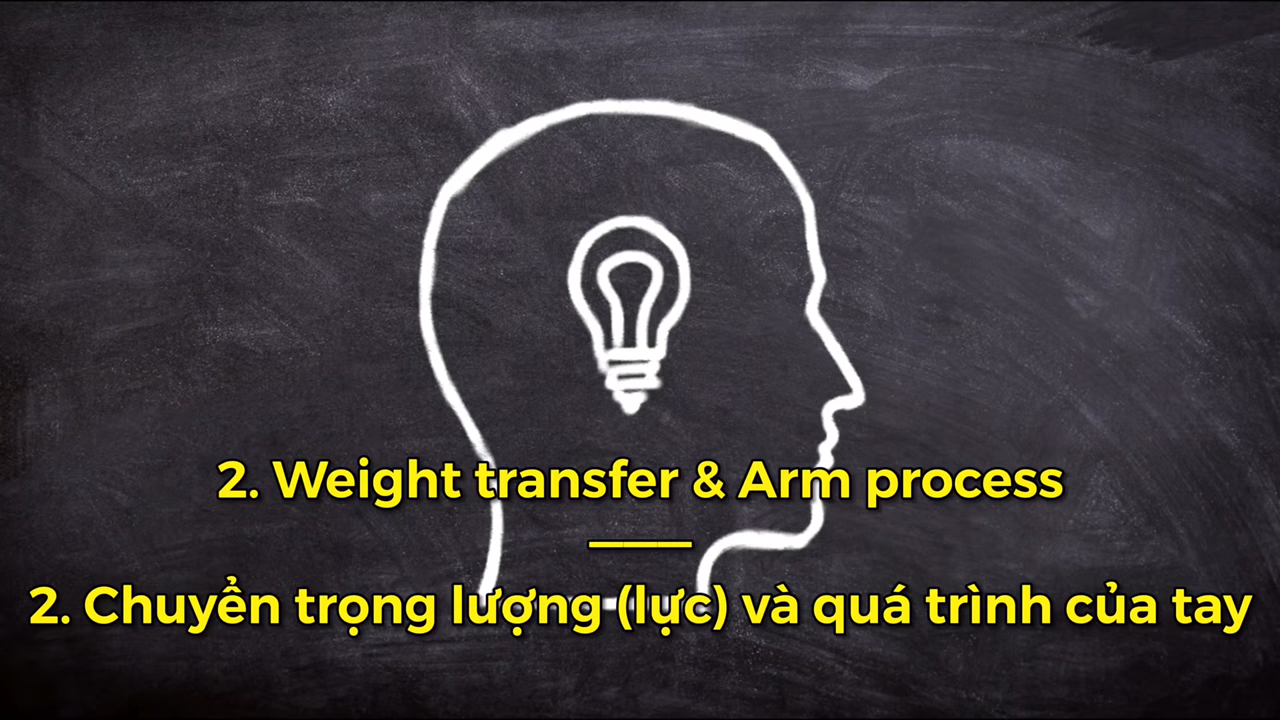 2. Weight transfer & Arm process
2. Chuyển trọng lượng (lực) và quá trình của tay